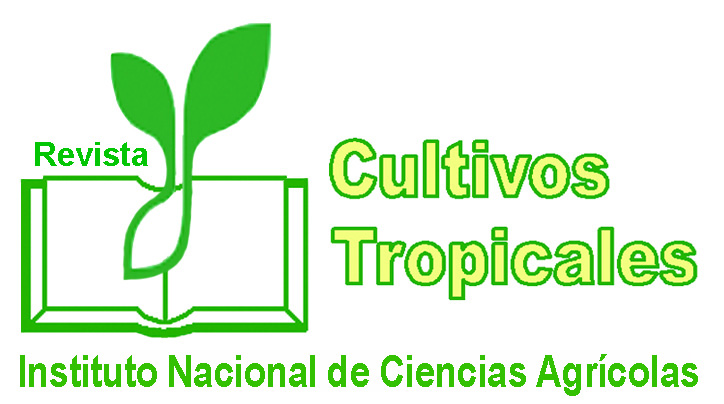 Revista
Cultivos
Tropicales
Instituto Nacional de Ciencias Agrícolas